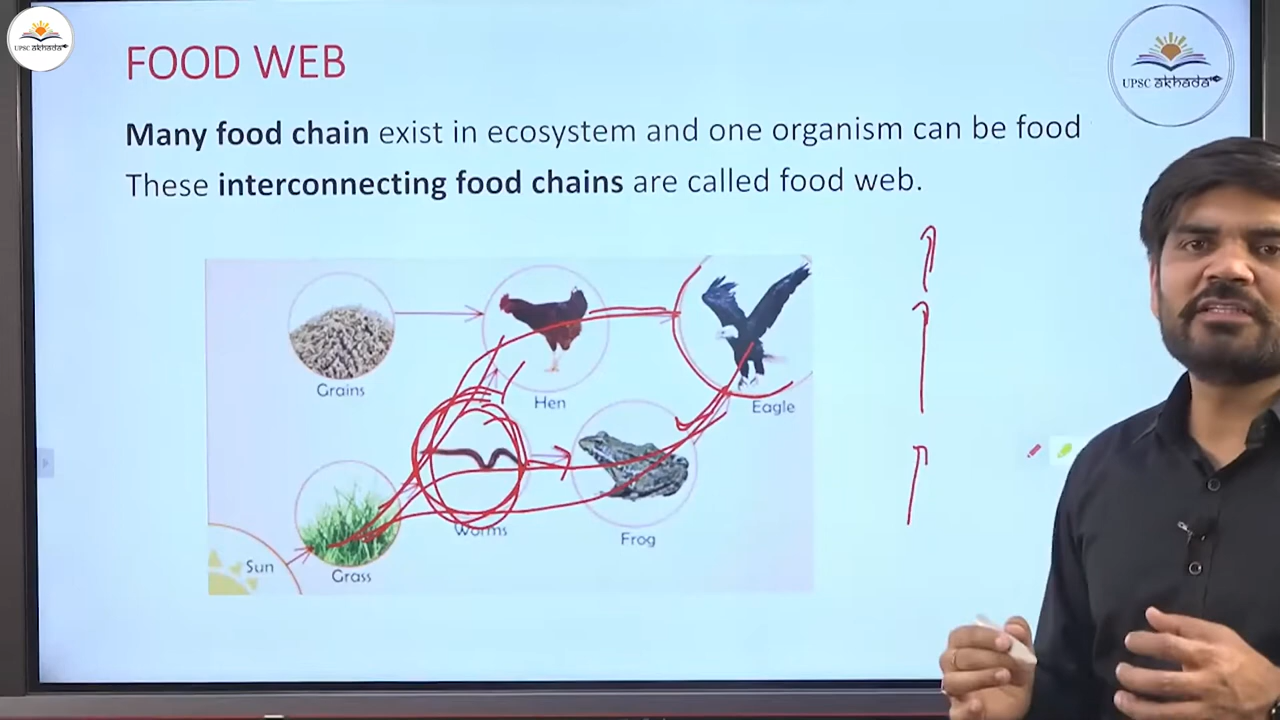 UPSC akhada
FOOD WEB
UPSC akhada
Many food chain exist in ecosystem and one organism can be food
These interconnecting food chains are called food web.
Grains
Hen
Eagle
Worms
Frog
Sun
Grass